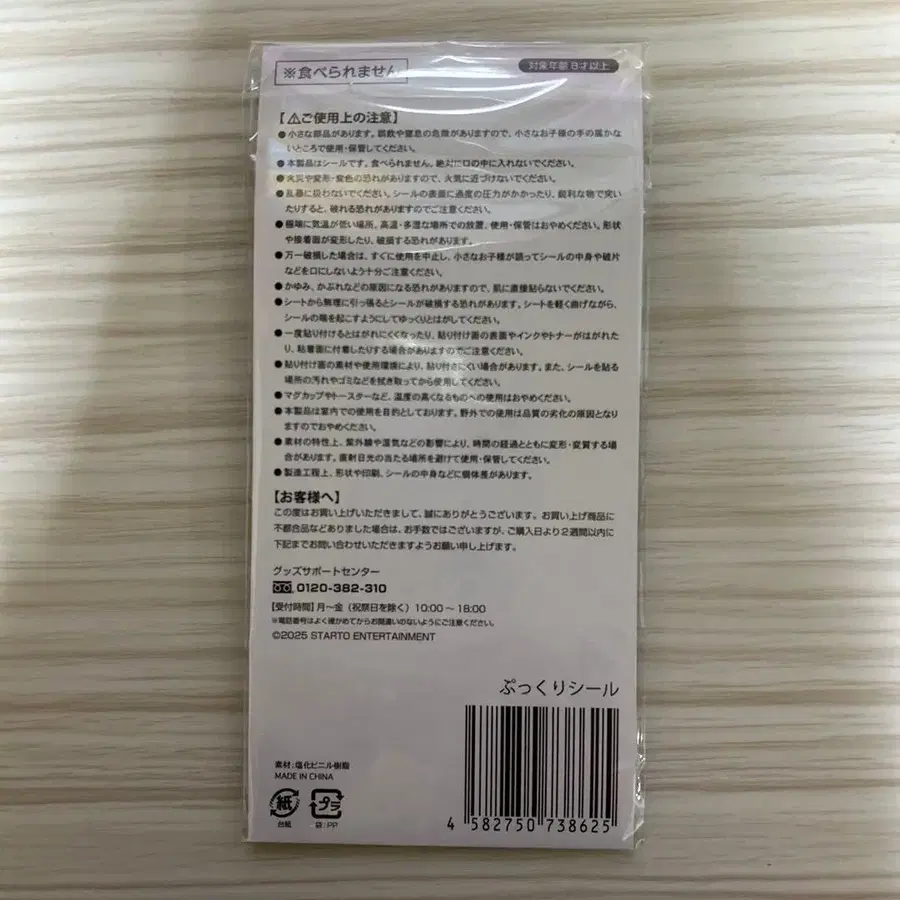 ※食べられません
対象年齢8才以上
【⚠ご使用上の注意】
●小さな部品があります。誤飲や窒息の危険がありますので、小さなお子様の手の届かな
いところで使用・保管してください。
●本製品はシールです。食べられません。絶対に口の中に入れないでください。
●火災や変形・変色の恐れがありますので、火気に近づけないでください。
●乱暴に扱わないでください。シールの表面に過度の圧力がかかったり、鋭利な物で突い
たりすると、破れる恐れがありますのでご注意ください。
●極端に気温が低い場所、高温・多湿な場所での放置、使用・保管はおやめください。形状
や接着面が変形したり、破損する恐れがあります。
●万一破損した場合は、すぐに使用を中止し、小さなお子様が誤ってシールの中身や破片
などを口にしないよう十分ご注意ください。
●かゆみ、かぶれなどの原因になる恐れがありますので、肌に直接貼らないでください。
●シートから無理に引っ張るとシールが破損する恐れがあります。シートを軽く曲げながら、
シールの端を起こすようにしてゆっくりとはがしてください。
●一度貼り付けるとはがれにくくなったり、貼り付け面の表面やインクやトナーがはがれた
り、粘着面に付着したりする場合がありますのでご注意ください。
●貼り付け面の素材や使用環境により、貼り付きにくい場合があります。また、シールを貼る
場所の汚れやゴミなどを拭き取ってから使用してください。
●マグカップやトースターなど、温度の高くなるものへの使用はおやめください。
●本製品は室内での使用を目的としております。野外での使用は品質の劣化の原因となり
ますのでおやめください。
●素材の特性上、紫外線や湿気などの影響により、時間の経過とともに変形・変質する場
合があります。直射日光の当たる場所を避けて使用・保管してください。
●製造工程上、形状や印刷、シールの中身などに個体差があります。
【お客様へ】
この度はお買い上げいただきまして、誠にありがとうございます。お買い上げ商品に
不都合品などありました場合は、お手数ではございますが、ご購入日より2週間以内に
下記までお問い合わせいただきますようお願い申し上げます。
グッズサポートセンター
0120-382-310
【受付時間】月〜金（祝祭日を除く）10:00〜18:00
※電話番号はよく確かめてからお間違いのないようにご注意ください。
©2025 STARTO ENTERTAINMENT
ぷっくりシール
素材:塩化ビニル樹脂
MADE IN CHINA
紙
台紙
プラ
袋:PP
4 582750 738625